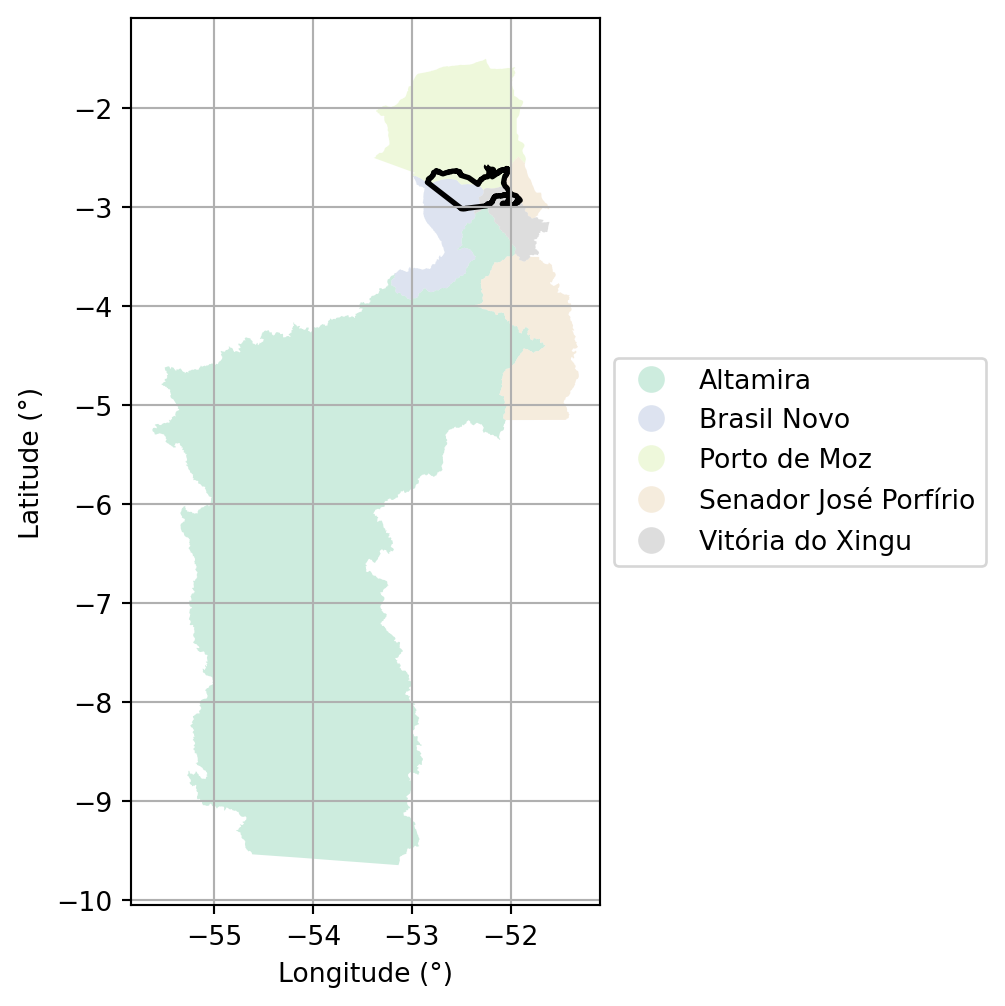 −2
−3
−4
−5
−6
−7
−8
−9
−10
Latitude (°)
−55
−54
−53
−52
Longitude (°)
Altamira
Brasil Novo
Porto de Moz
Senador José Porfírio
Vitória do Xingu